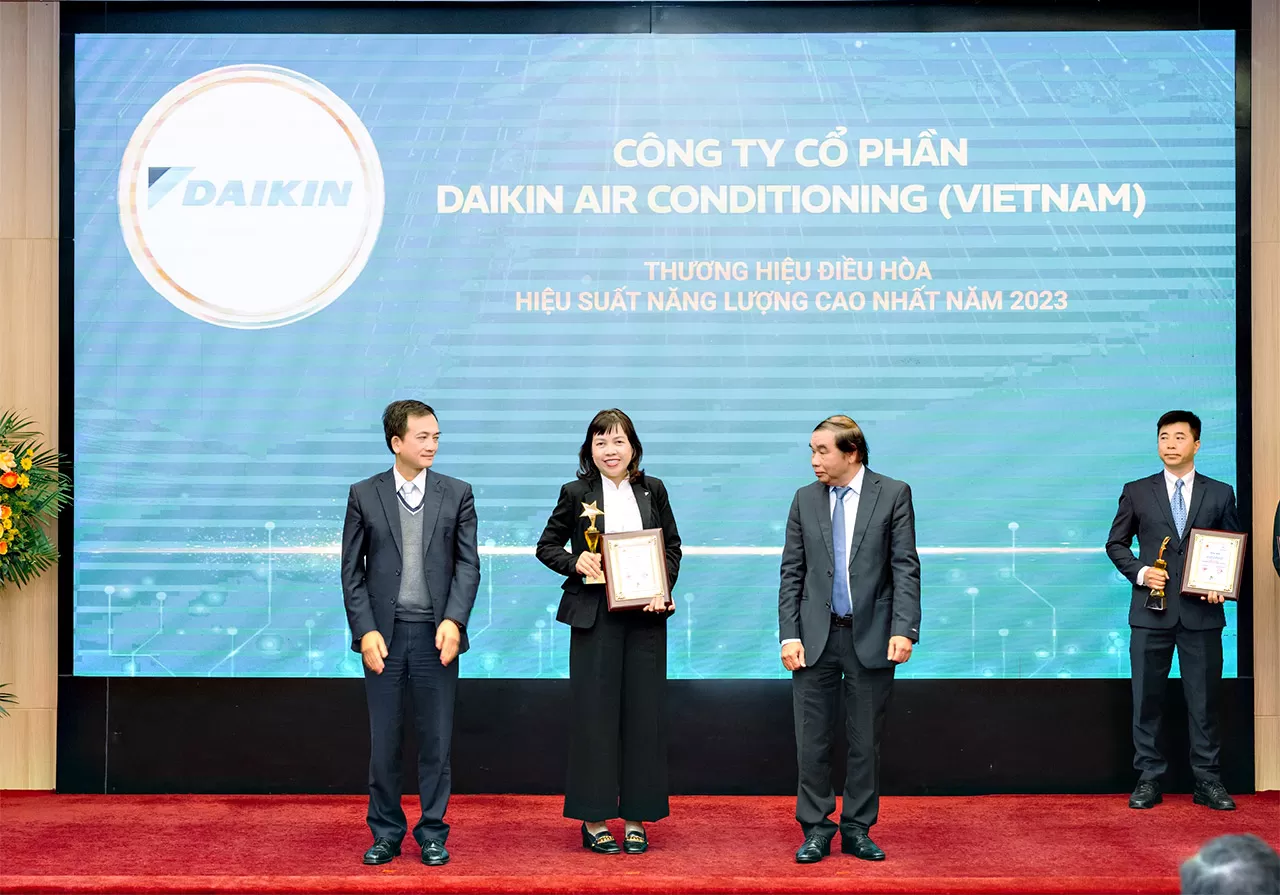 DAIKIN
CÔNG TY CỔ PHẦN
DAIKIN AIR CONDITIONING (VIETNAM)
THƯƠNG HIỆU ĐIỀU HÒA
HIỆU SUẤT NĂNG LƯỢNG CAO NHẤT NĂM 2023